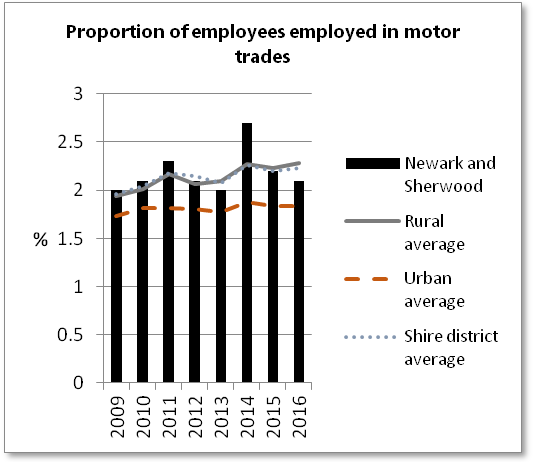 Proportion of employees employed in motor
trades
3
2.5
2
1.5
1
0.5
0
%
2009
2010
2011
2012
2013
2014
2015
2016
Newark and
Sherwood
Rural
average
Urban
average
Shire district
average